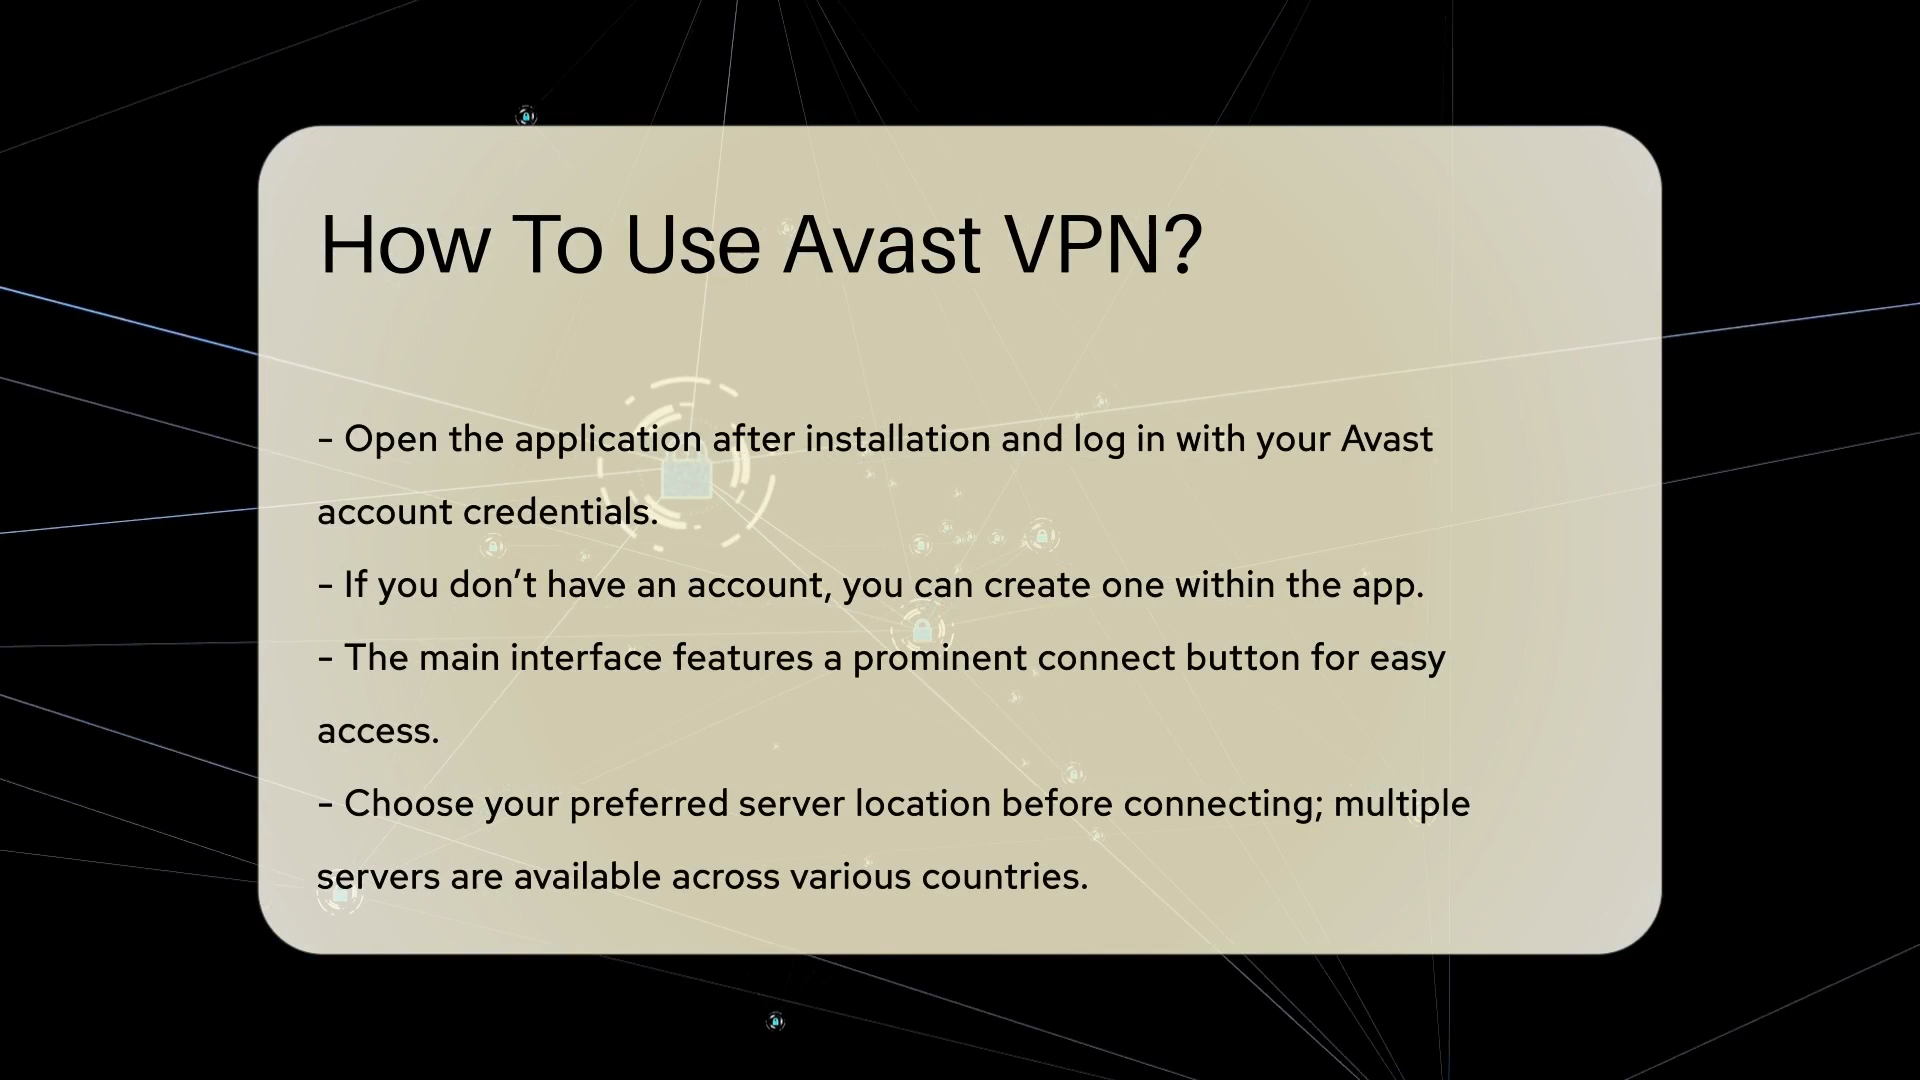 How To Use Avast VPN?
- Open the application after installation and log in with your Avast
account credentials.
- If you don’t have an account, you can create one within the app.
- The main interface features a prominent connect button for easy
access.
- Choose your preferred server location before connecting; multiple
servers are available across various countries.